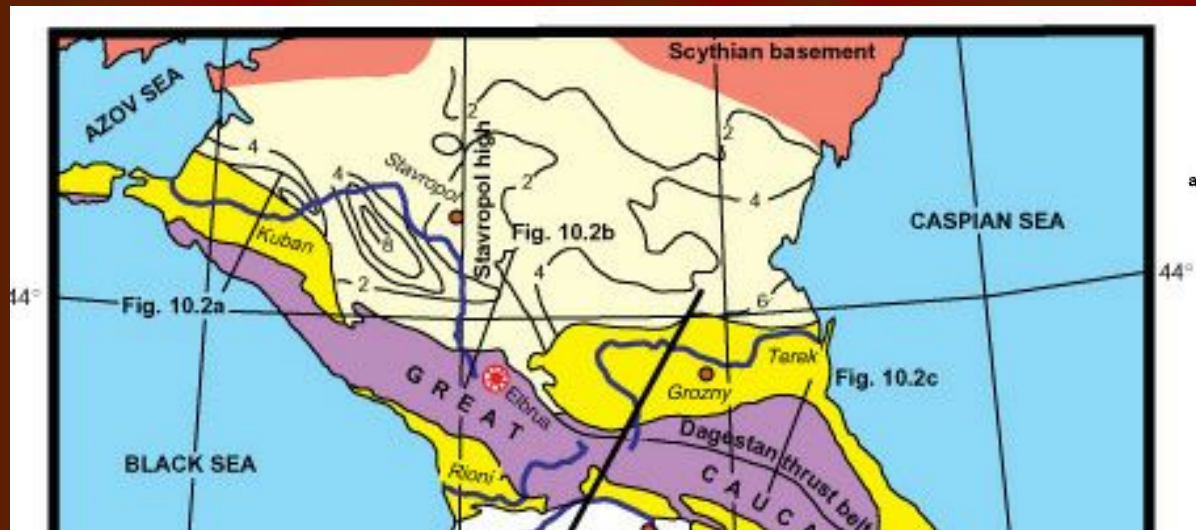 Scythian basement
AZOV SEA
2
2
4
Stavropol
4
2
4
Stavropol high
a
CASPIAN SEA
Kuban
8
Fig. 10.2b
44°
4
2
6
44°
Fig. 10.2a
Terek
Grozny
Fig. 10.2c
GREAT
Elbrus
Dagestan thrust belt
BLACK SEA
Rioni
CAUCA